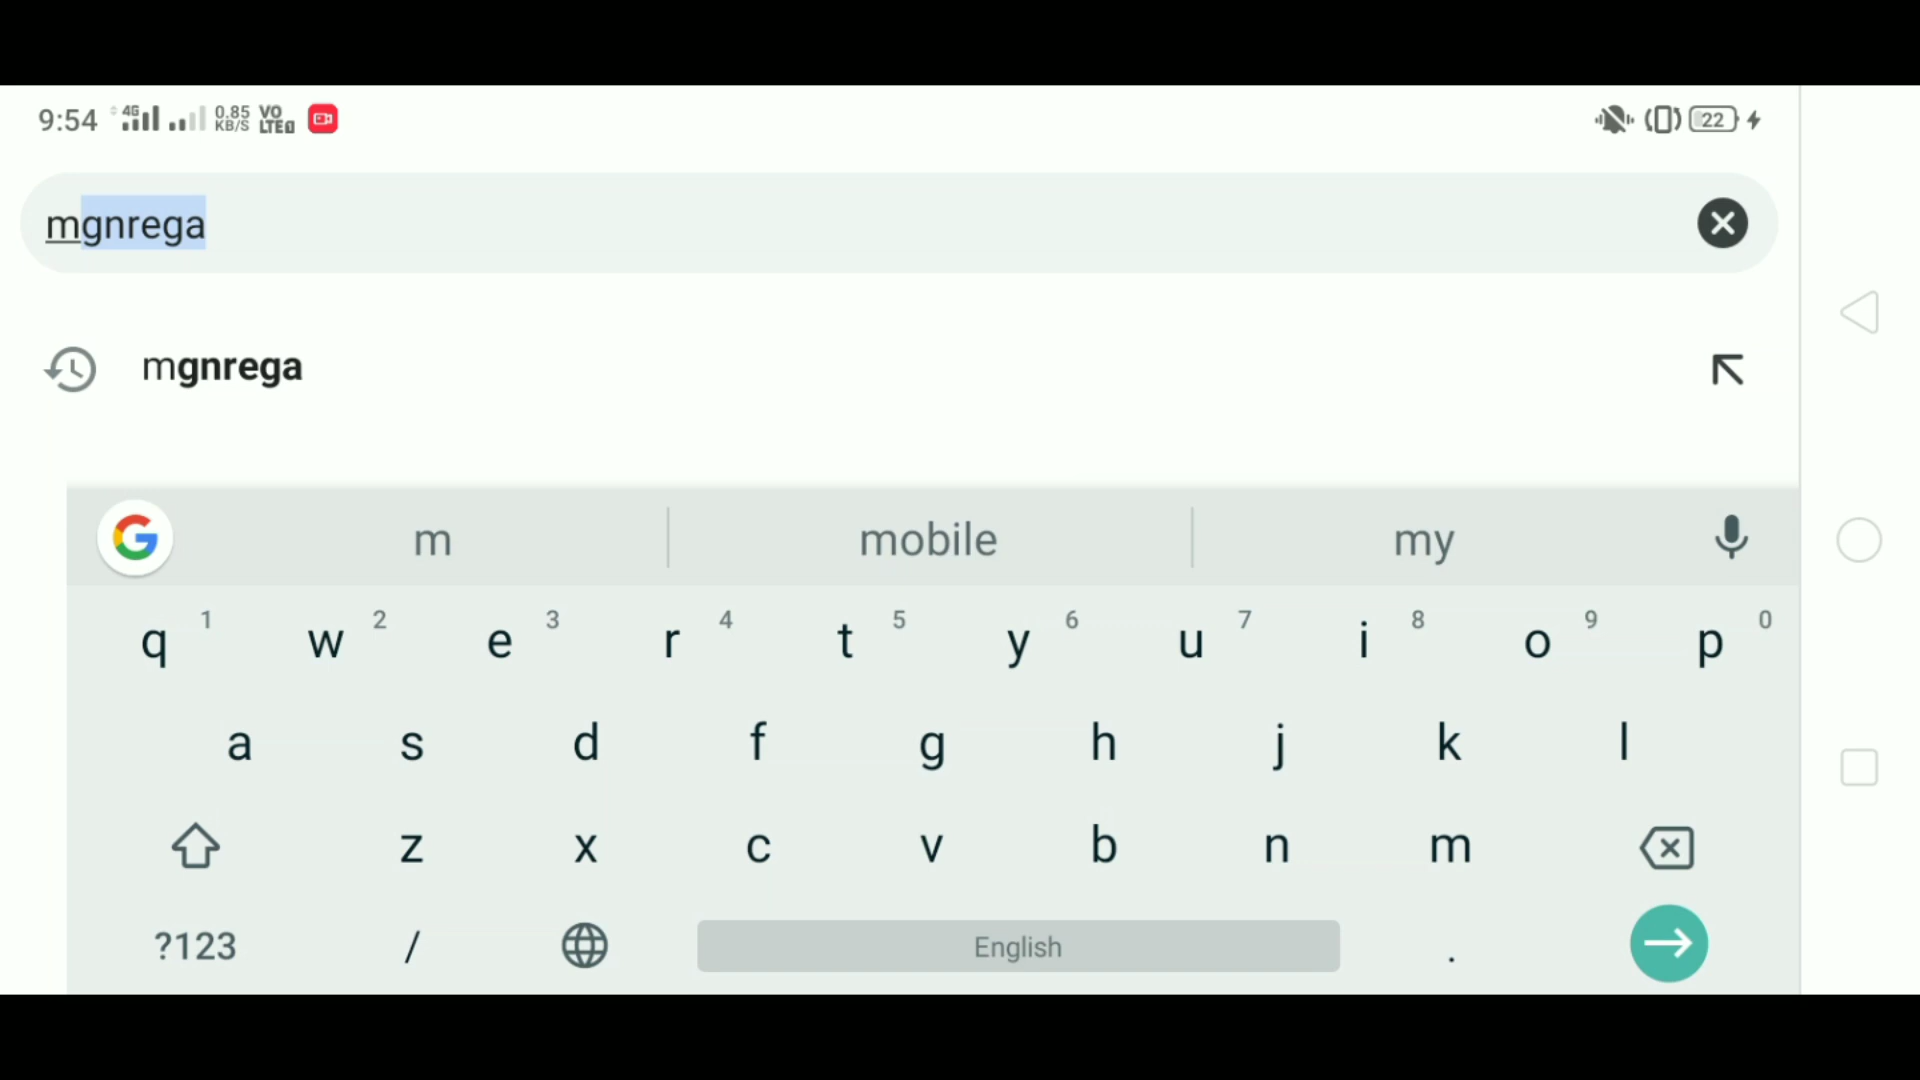 9:54 4G 0.85 KB/S VO LTE 22
mgnrega
mgnrega
m mobile my
q 1 w 2 e 3 r 4 t 5 y 6 u 7 i 8 o 9 p 0
a s d f g h j k l
z x c v b n m
?123 / English .